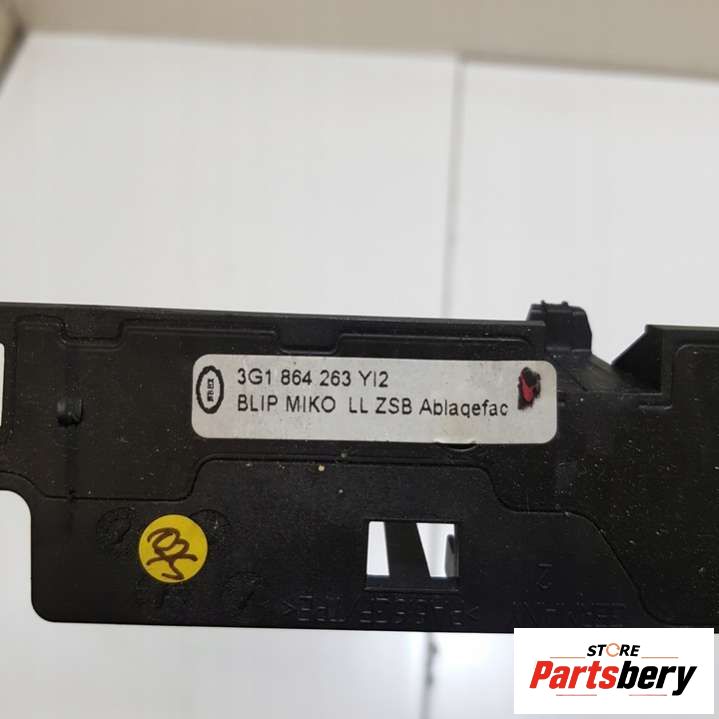 3G1 864 263 YI2
BLIP MIKO LL ZSB Ablaqefac
STORE
Partsbery